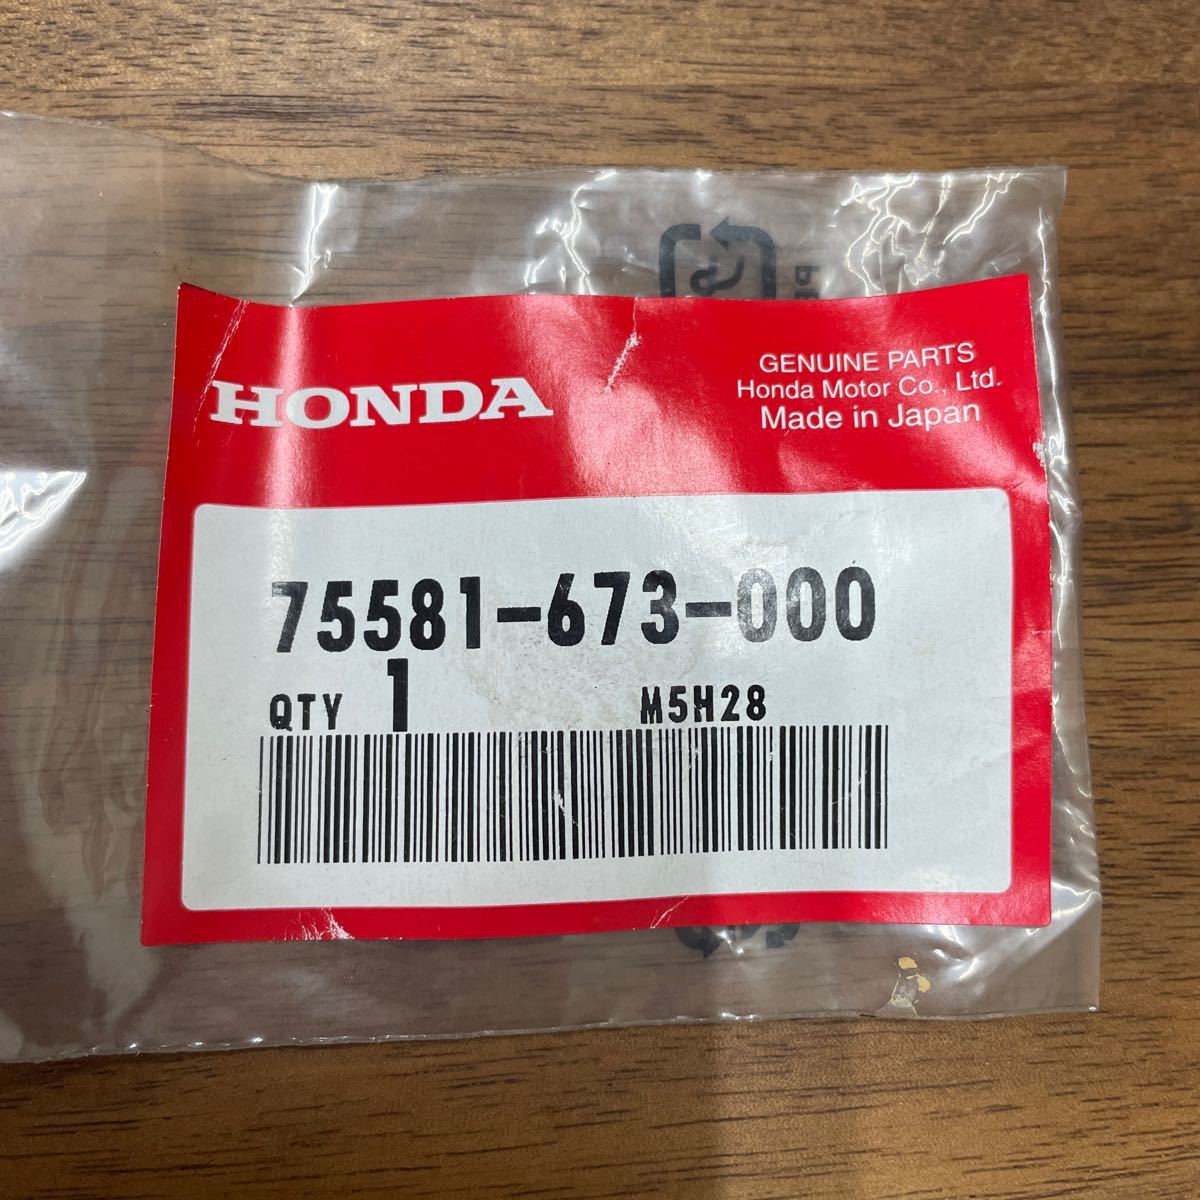 HONDA
GENUINE PARTS
Honda Motor Co., Ltd.
Made in Japan
75581-673-000
QTY 1 M5H28